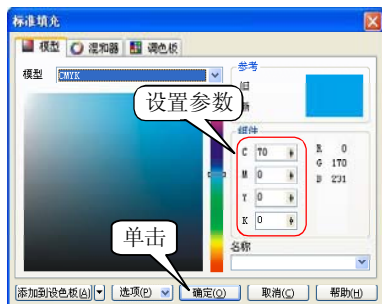 标准填充
模型 混和器 调色板
模型 CMYK
参考
旧
新
设置参数
组件
C 70 R 0
M 0 G 170
Y 0 B 231
K 0
单击
名称
添加到设色板(A) 选项(P) 确定(O) 取消(C) 帮助(H)